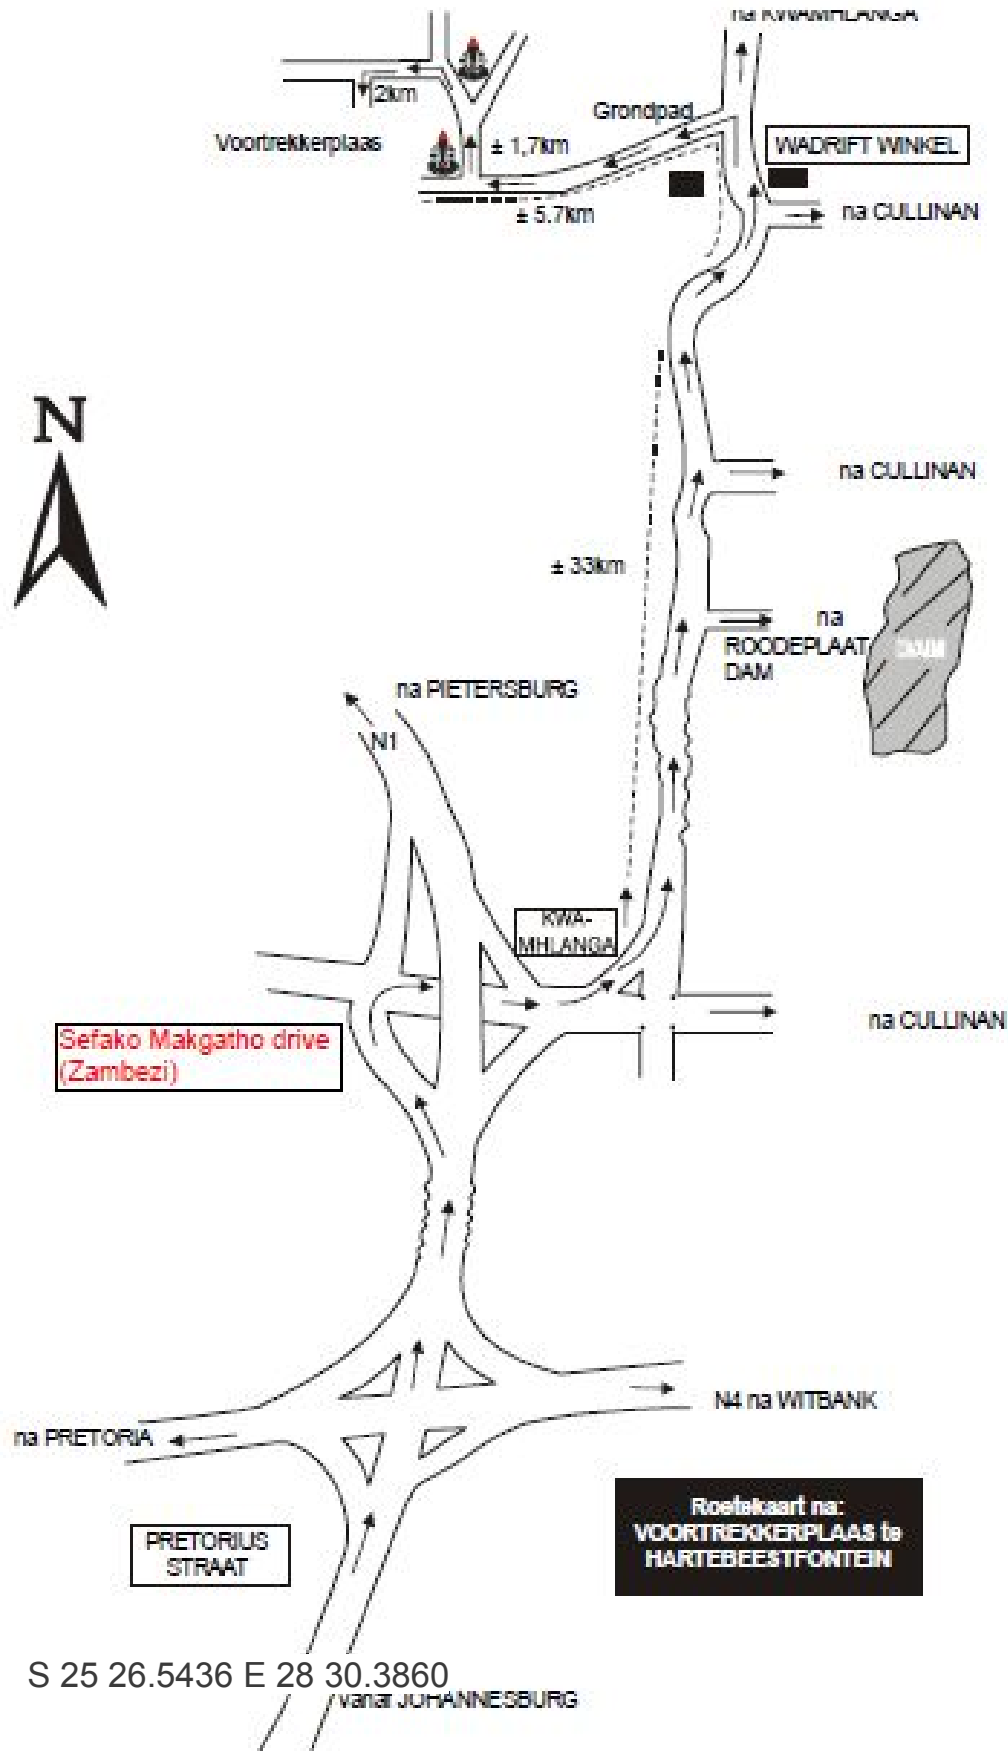 na KWAMHLANGA
2km
Grondpad
Voortrekkerplaas
± 1,7km
WADRIFT WINKEL
± 5.7km
na CULLINAN
N
na CULLINAN
± 33km
na
ROODEPLAAT
DAM
DAM
na PIETERSBURG
N1
KWA-
MHLANGA
na CULLINAN
Sefako Makgatho drive
(Zambezi)
N4 na WITBANK
na PRETORIA
Roetekaart na:
VOORTREKKERPLAAS te
HARTEBEESTFONTEIN
PRETORIUS
STRAAT
S 25 26.5436 E 28 30.3860
vanaf JOHANNESBURG